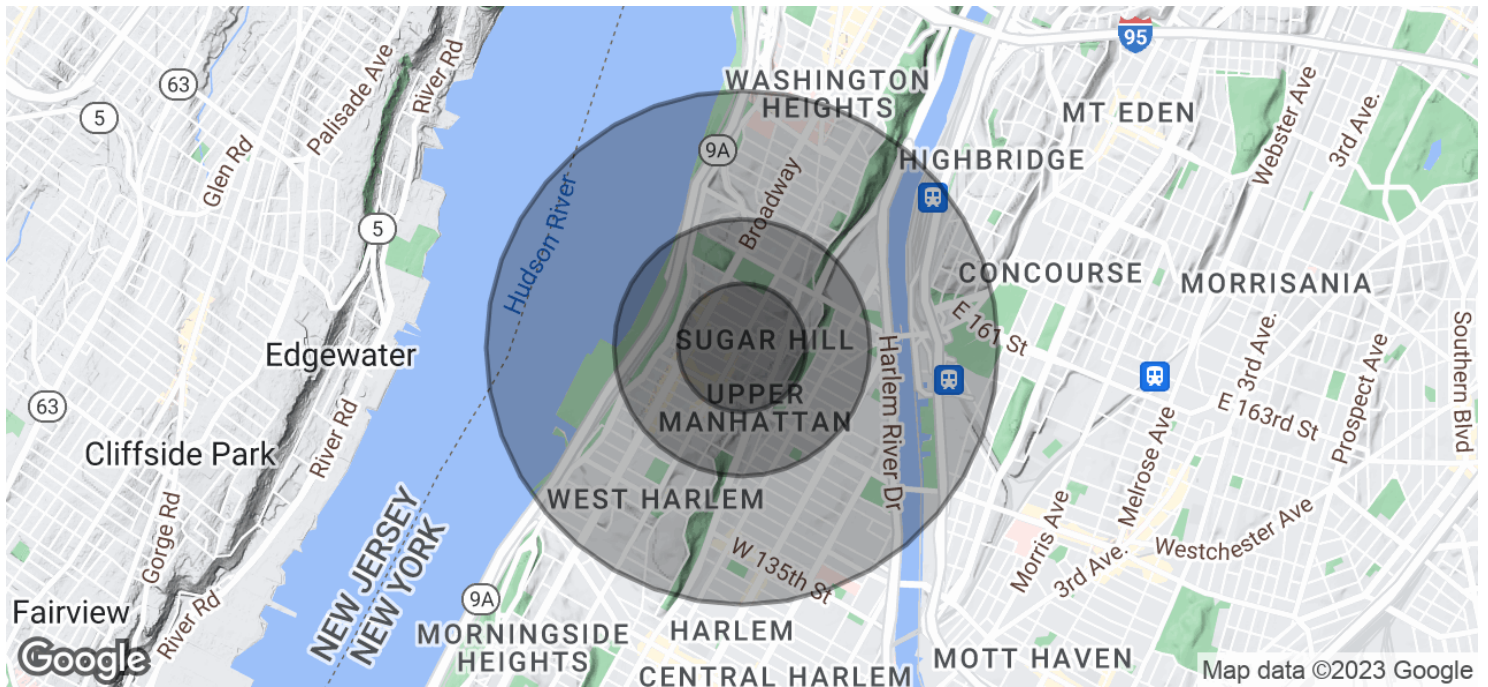 95
63
Palisade Ave
River Rd
WASHINGTON
HEIGHTS
MT EDEN
Webster Ave
3rd Ave.
5
Glen Rd
9A
HIGHBRIDGE
Broadway
Hudson River
5
CONCOURSE
MORRISANIA
E 161 St
SUGAR HILL
Edgewater
Harlem River Dr
3rd Ave.
Prospect Ave
Southern Blvd
63
UPPER
MANHATTAN
E 163rd St
River Rd
Cliffside Park
Melrose Ave
WEST HARLEM
Gorge Rd
NEW JERSEY
NEW YORK
W 135th St
Morris Ave
3rd Ave.
Westchester Ave
Fairview
River Rd
9A
MORNINGSIDE
HEIGHTS
HARLEM
CENTRAL HARLEM
MOTT HAVEN
Google
Map data ©2023 Google